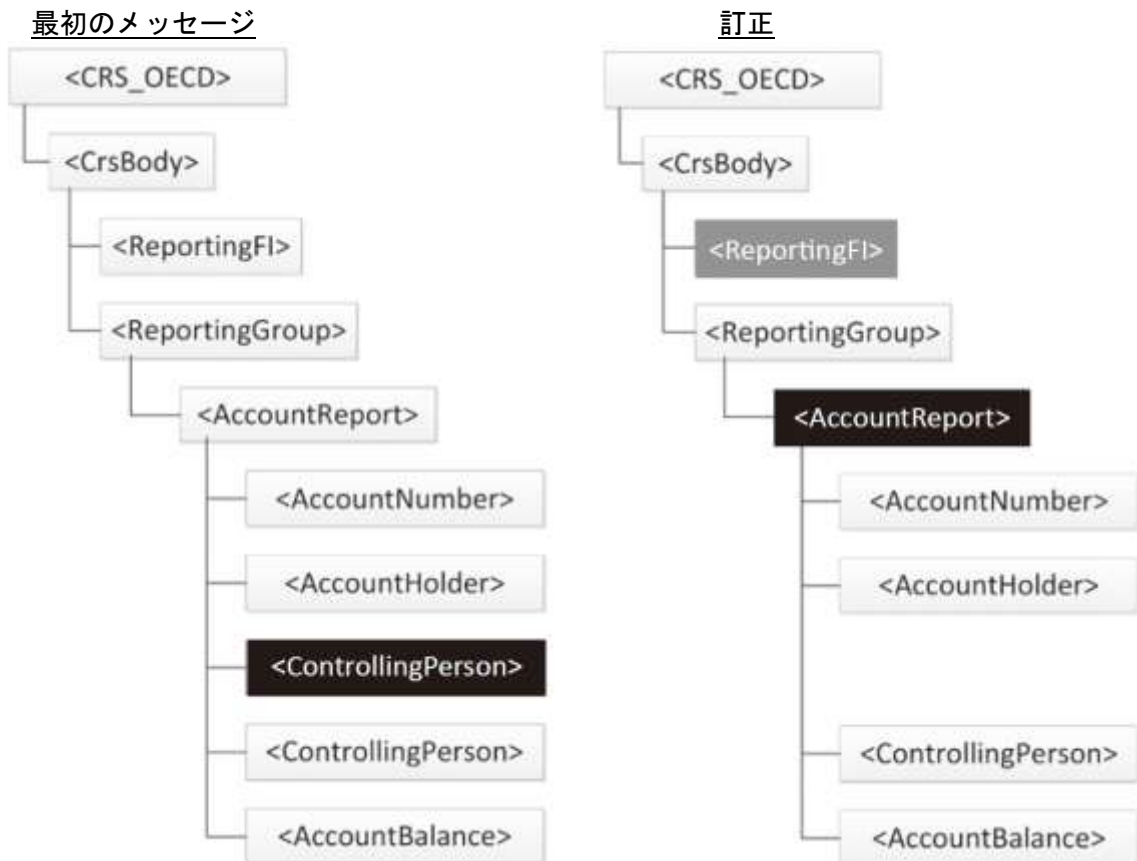 最初のメッセージ
<CRS_OECD>
<CrsBody>
<ReportingFI>
<ReportingGroup>
<AccountReport>
<AccountNumber>
<AccountHolder>
<ControllingPerson>
<ControllingPerson>
<AccountBalance>
訂正
<CRS_OECD>
<CrsBody>
<ReportingFI>
<ReportingGroup>
<AccountReport>
<AccountNumber>
<AccountHolder>
<ControllingPerson>
<AccountBalance>